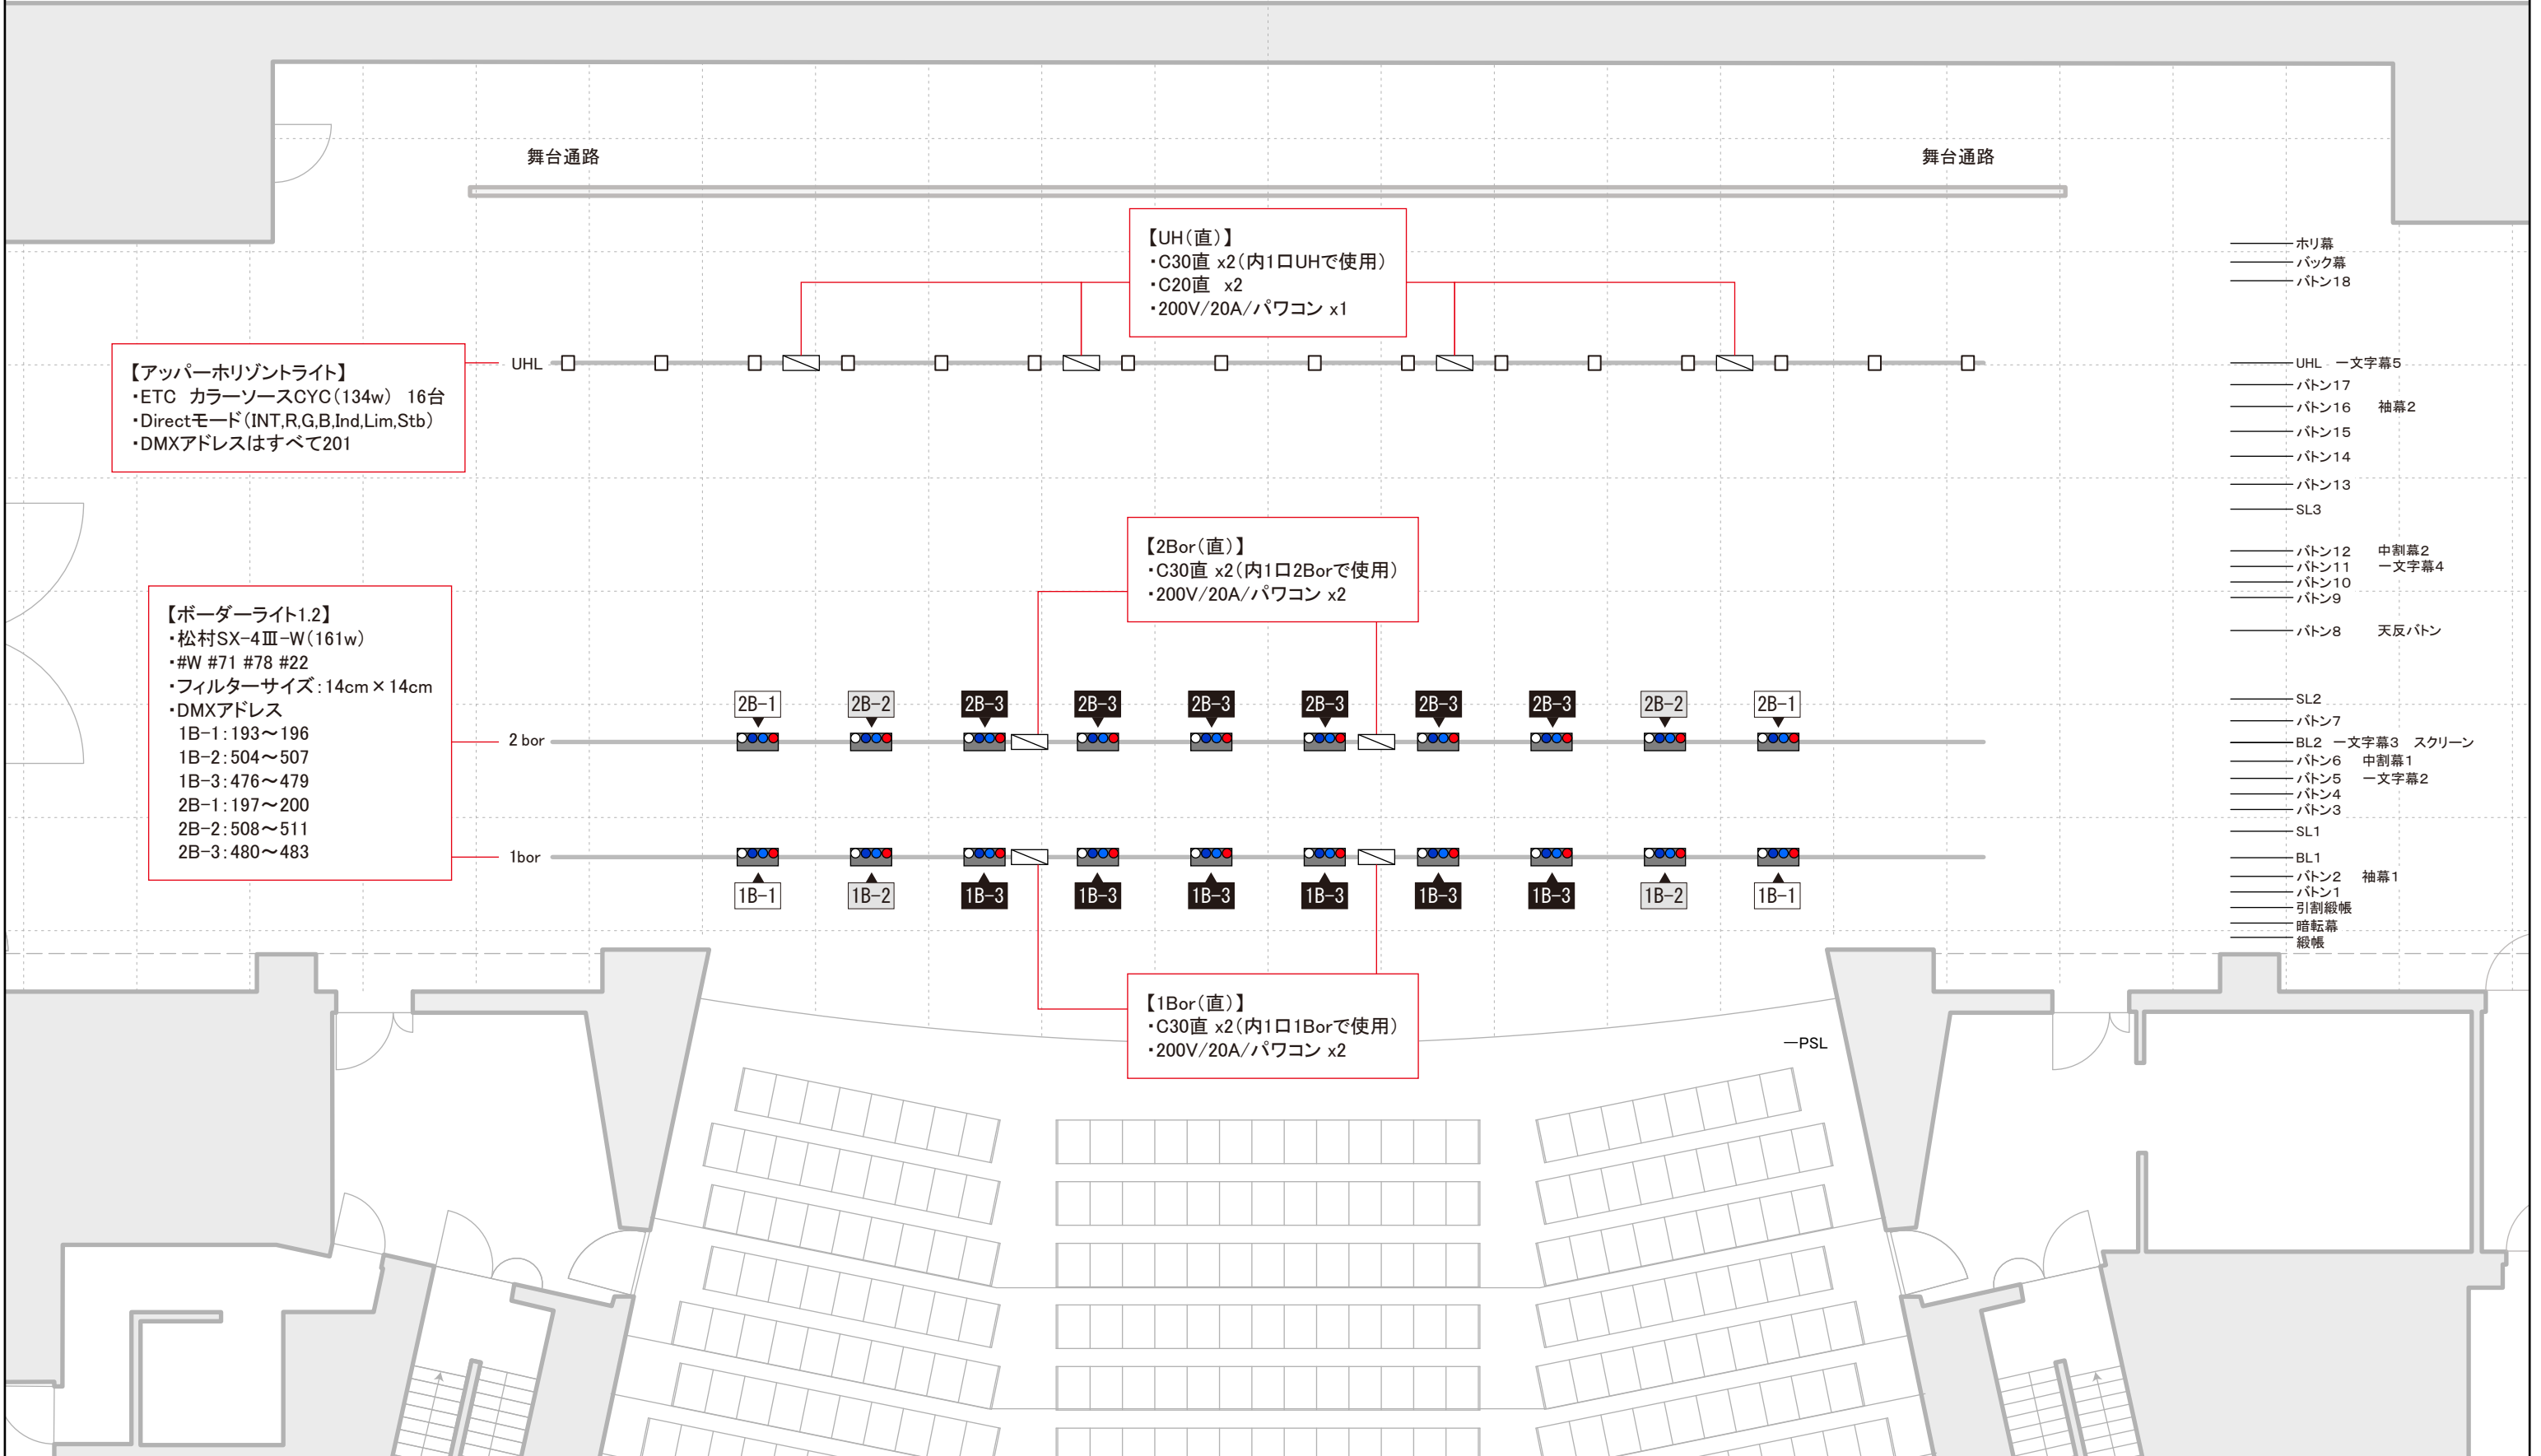 舞台通路
舞台通路
【UH(直)】
・C30直 x2(内1口UHで使用)
・C20直 x2
・200V/20A/パワコン x1
【アッパーホリゾントライト】
・ETC カラーソースCYC(134w) 16台
・Directモード(INT,R,G,B,Ind,Lim,Stb)
・DMXアドレスはすべて201
UHL
【2Bor(直)】
・C30直 x2(内1口2Borで使用)
・200V/20A/パワコン x2
【ボーダーライト1.2】
・松村SX-4Ⅲ-W(161w)
・#W #71 #78 #22
・フィルターサイズ:14cm×14cm
・DMXアドレス
1B-1:193~196
1B-2:504~507
1B-3:476~479
2B-1:197~200
2B-2:508~511
2B-3:480~483
2B-1 2B-2 2B-3 2B-3 2B-3 2B-3 2B-3 2B-3 2B-2 2B-1
2 bor
1bor
1B-1 1B-2 1B-3 1B-3 1B-3 1B-3 1B-3 1B-3 1B-2 1B-1
【1Bor(直)】
・C30直 x2(内1口1Borで使用)
・200V/20A/パワコン x2
PSL
ホリ幕
バック幕
バトン18
UHL 一文字幕5
バトン17
バトン16 袖幕2
バトン15
バトン14
バトン13
SL3
バトン12 中割幕2
バトン11 一文字幕4
バトン10
バトン9
バトン8 天反バトン
SL2
バトン7
BL2 一文字幕3 スクリーン
バトン6 中割幕1
バトン5 一文字幕2
バトン4
バトン3
SL1
BL1
バトン2 袖幕1
バトン1
引割緞帳
暗転幕
緞帳